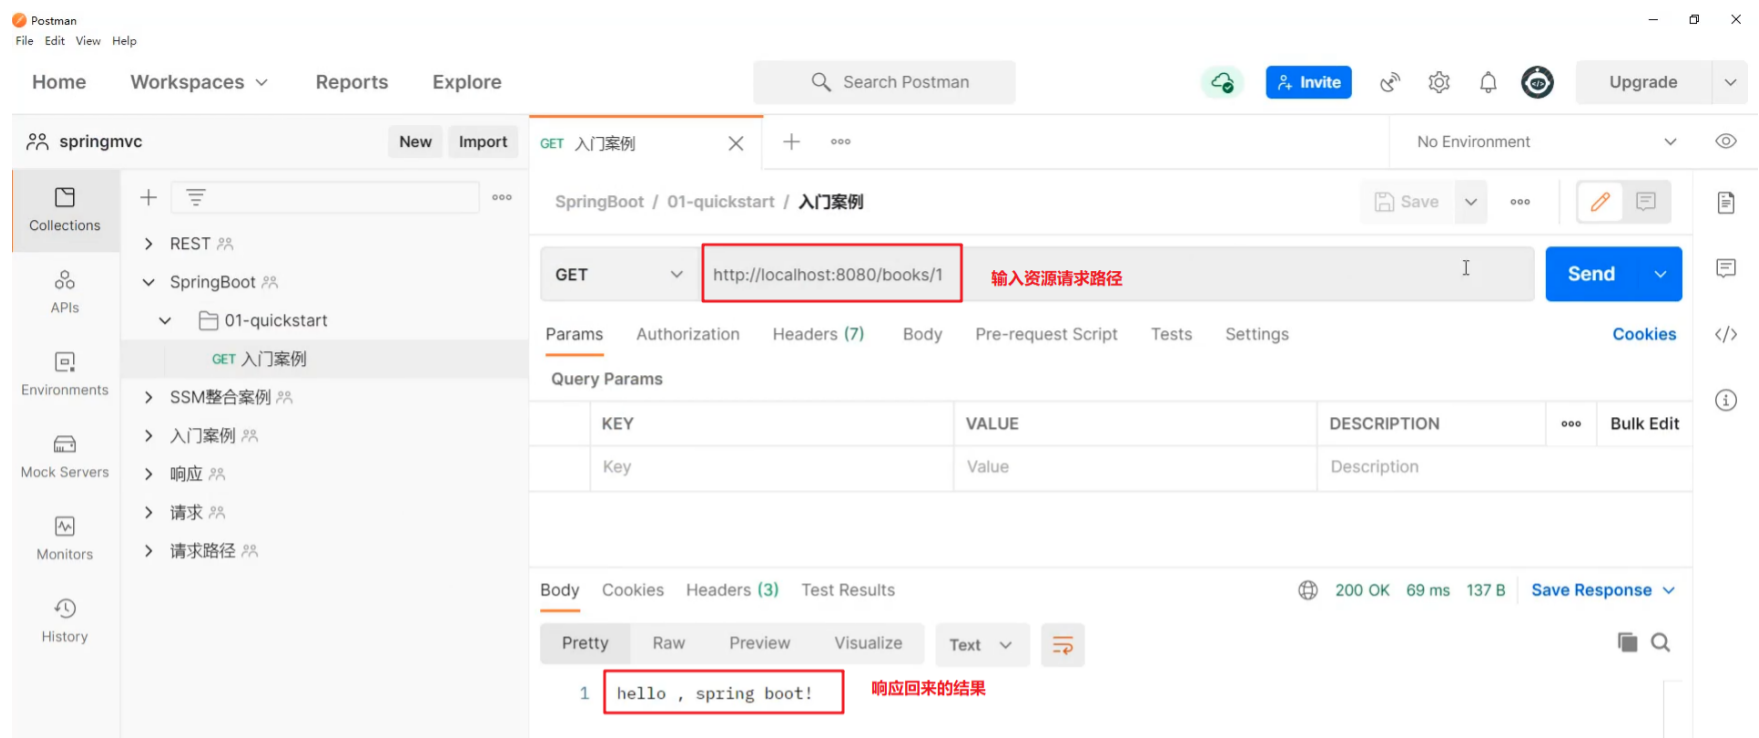 Postman
File Edit View Help
Home Workspaces Reports Explore Search Postman Invite Upgrade
springmvc New Import GET 入门案例 No Environment
SpringBoot / 01-quickstart / 入门案例 Save
Collections
APIs
Environments
Mock Servers
Monitors
History
REST
SpringBoot
01-quickstart
GET 入门案例
SSM整合案例
入门案例
响应
请求
请求路径
GET http://localhost:8080/books/1 输入资源请求路径 Send
Params Authorization Headers (7) Body Pre-request Script Tests Settings Cookies
Query Params
KEY VALUE DESCRIPTION Bulk Edit
Key Value Description
Body Cookies Headers (3) Test Results 200 OK 69 ms 137 B Save Response
Pretty Raw Preview Visualize Text
1 hello , spring boot! 响应回来的结果